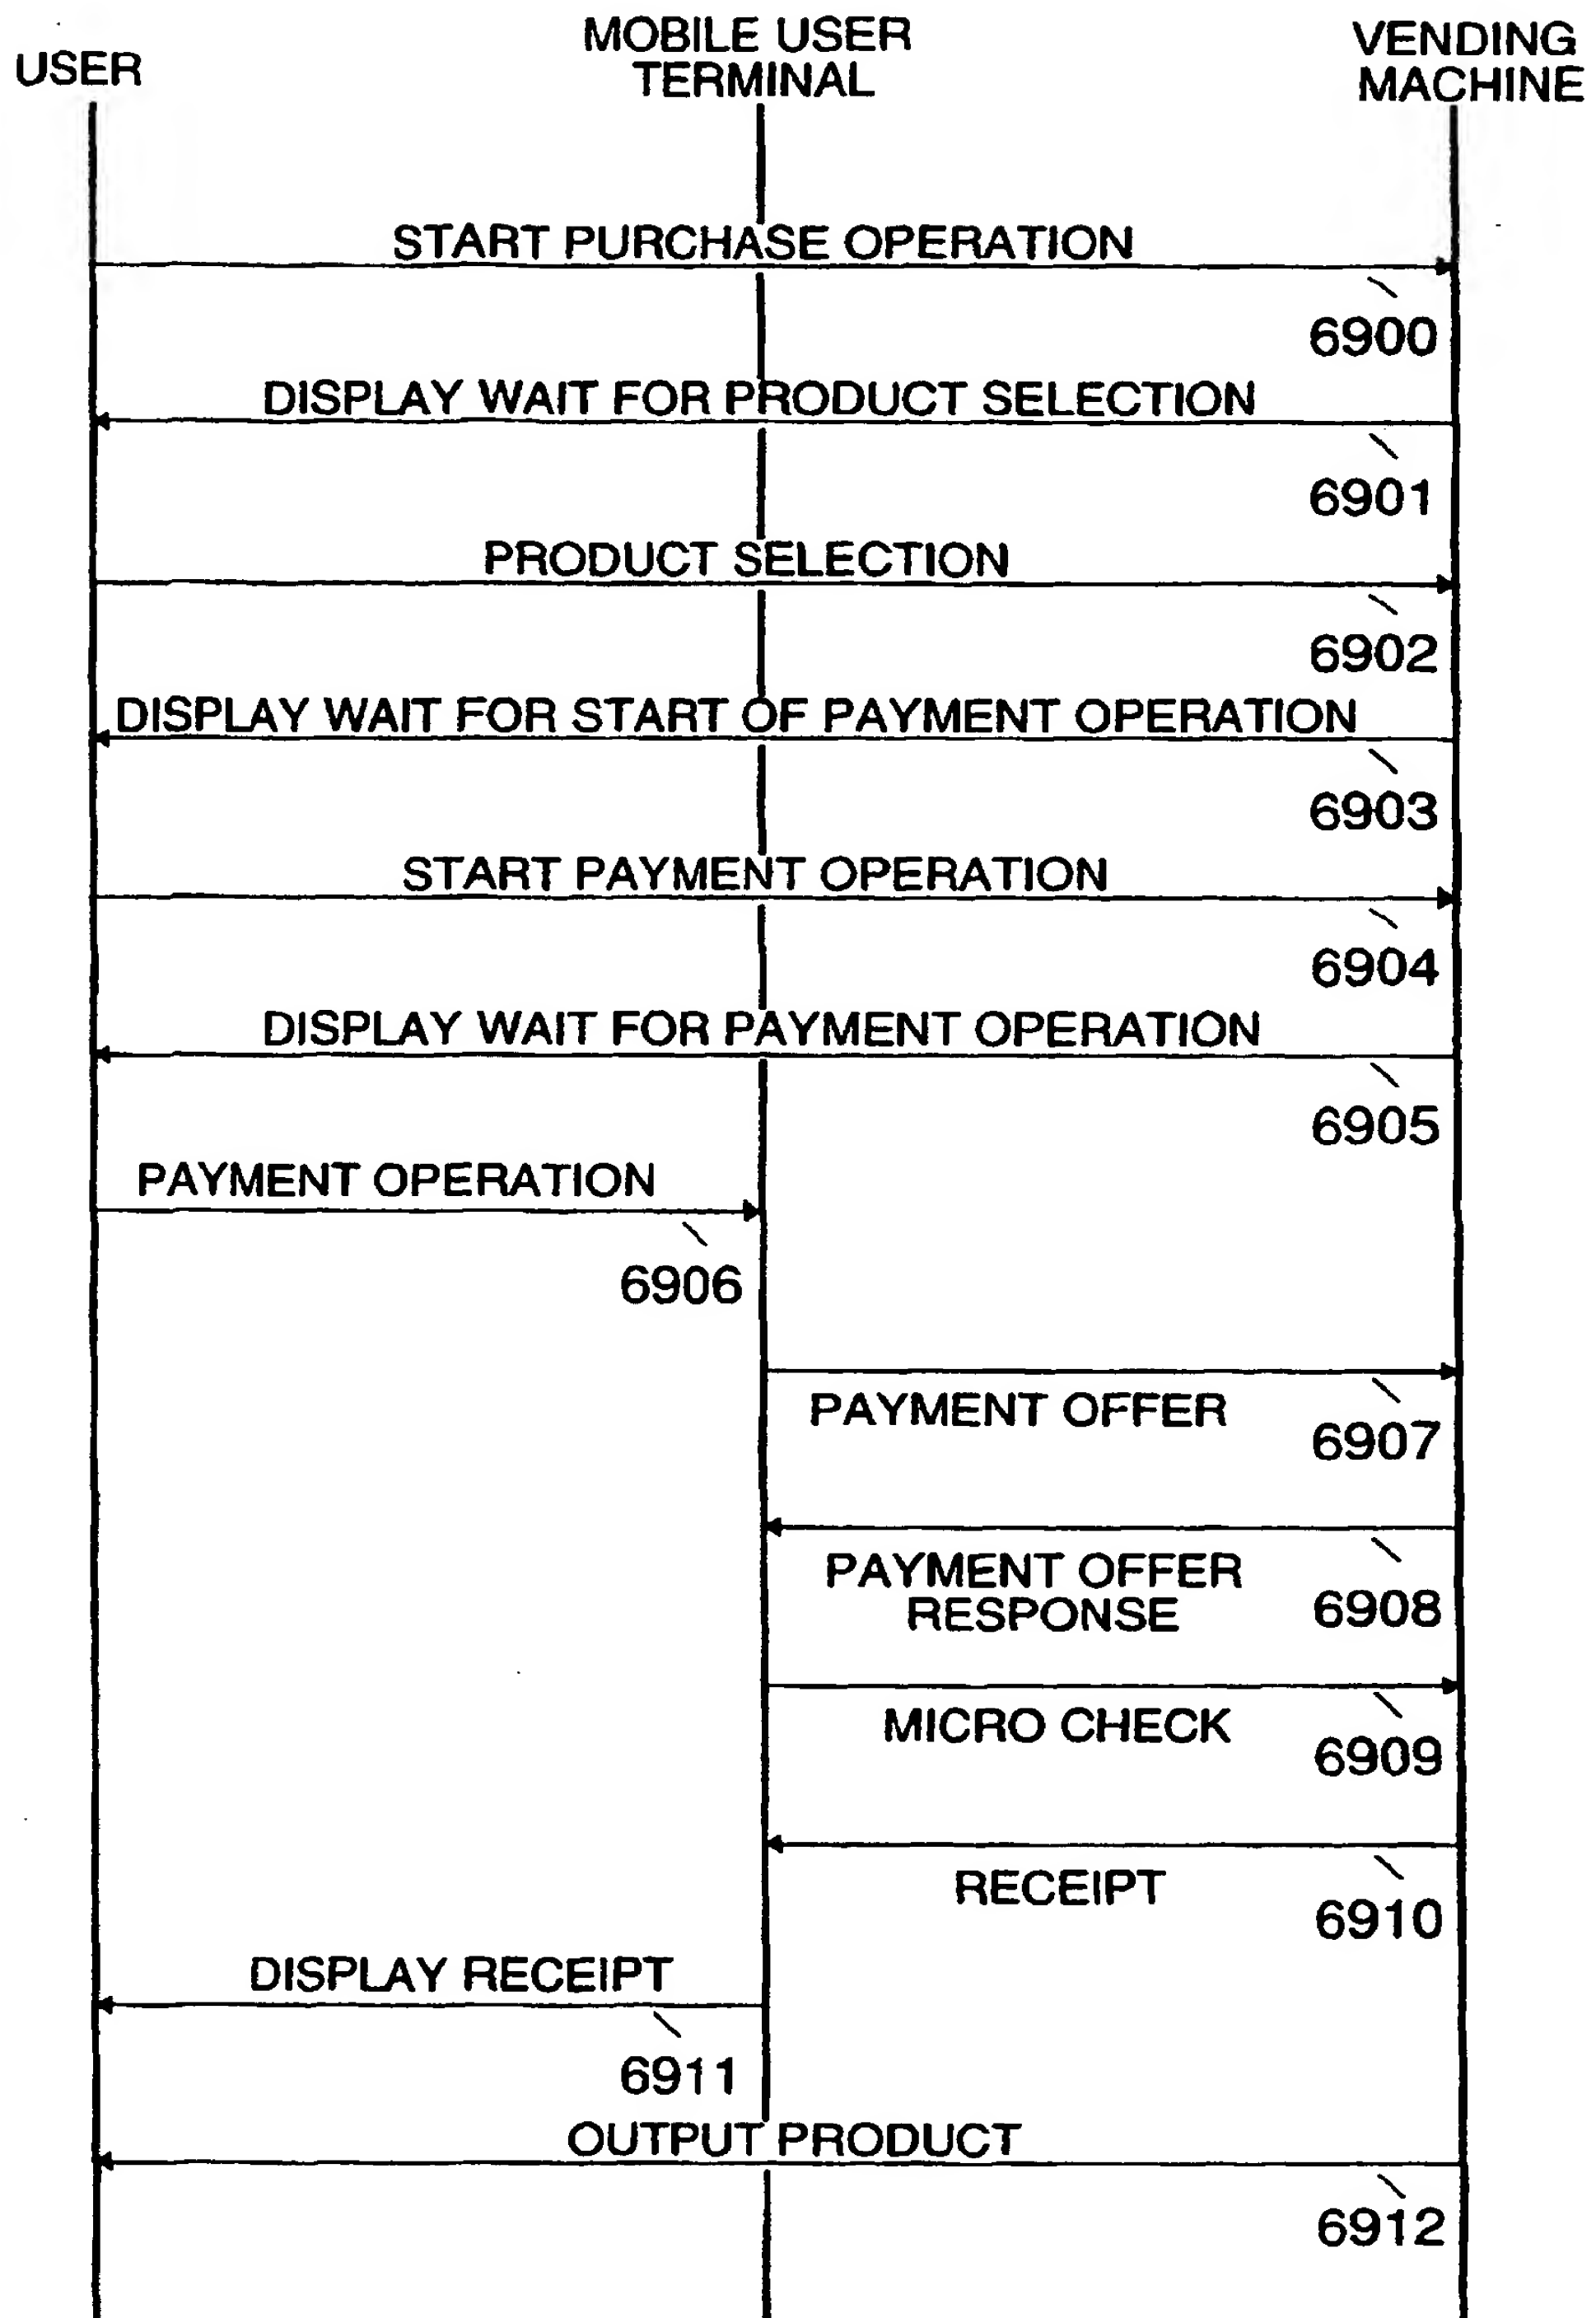 USER
MOBILE USER
TERMINAL
VENDING
MACHINE
START PURCHASE OPERATION
6900
DISPLAY WAIT FOR PRODUCT SELECTION
6901
PRODUCT SELECTION
6902
DISPLAY WAIT FOR START OF PAYMENT OPERATION
6903
START PAYMENT OPERATION
6904
DISPLAY WAIT FOR PAYMENT OPERATION
6905
PAYMENT OPERATION
6906
PAYMENT OFFER
6907
PAYMENT OFFER
RESPONSE
6908
MICRO CHECK
6909
RECEIPT
6910
DISPLAY RECEIPT
6911
OUTPUT PRODUCT
6912